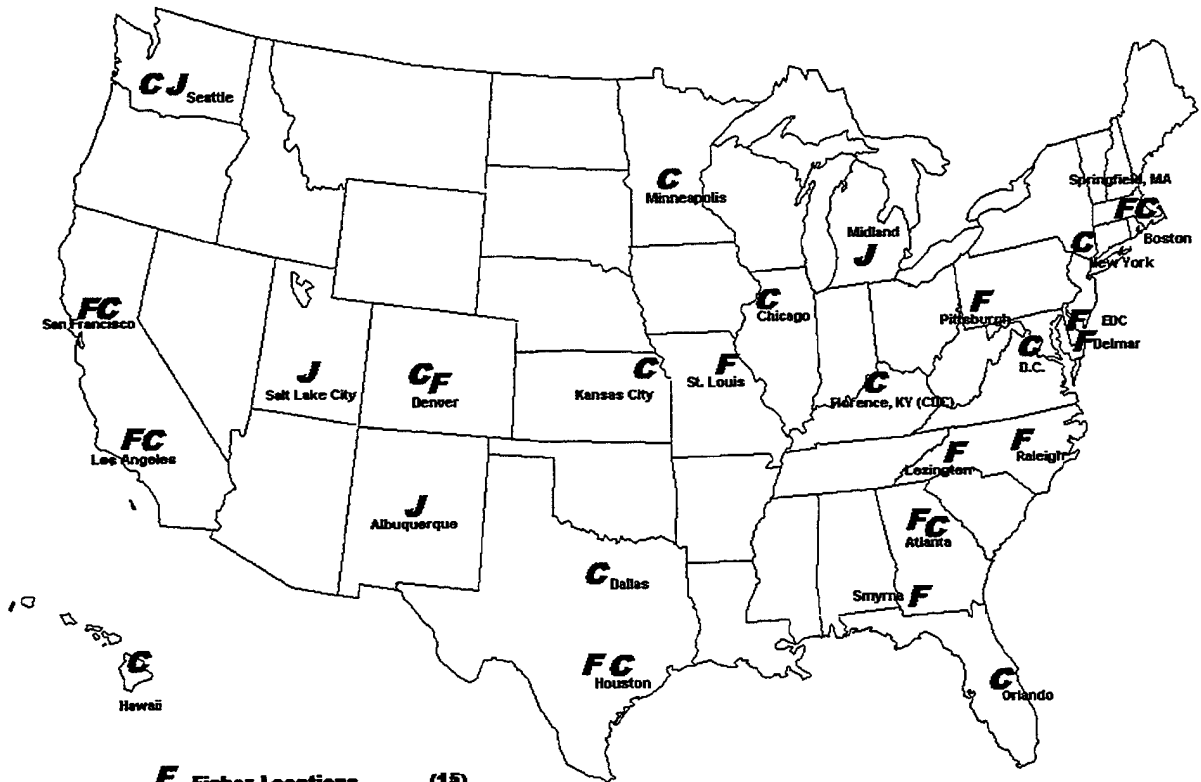 C J Seattle
C
Minneapolis
Springfield, MA
FC
Boston
Midland
J
C
New York
FC
San Francisco
C
Chicago
F
Pittsburgh
F EDC
F Delmar
C
D.C.
J
Salt Lake City
CF
Denver
C
Kansas City
F
St. Louis
C
Florence, KY (CDC)
FC
Los Angeles
F
Lexington
F
Raleigh
J
Albuquerque
FC
Atlanta
C Dallas
Smyrna F
C
Hawaii
F C
Houston
C
Orlando
F Fisher Locations (15)